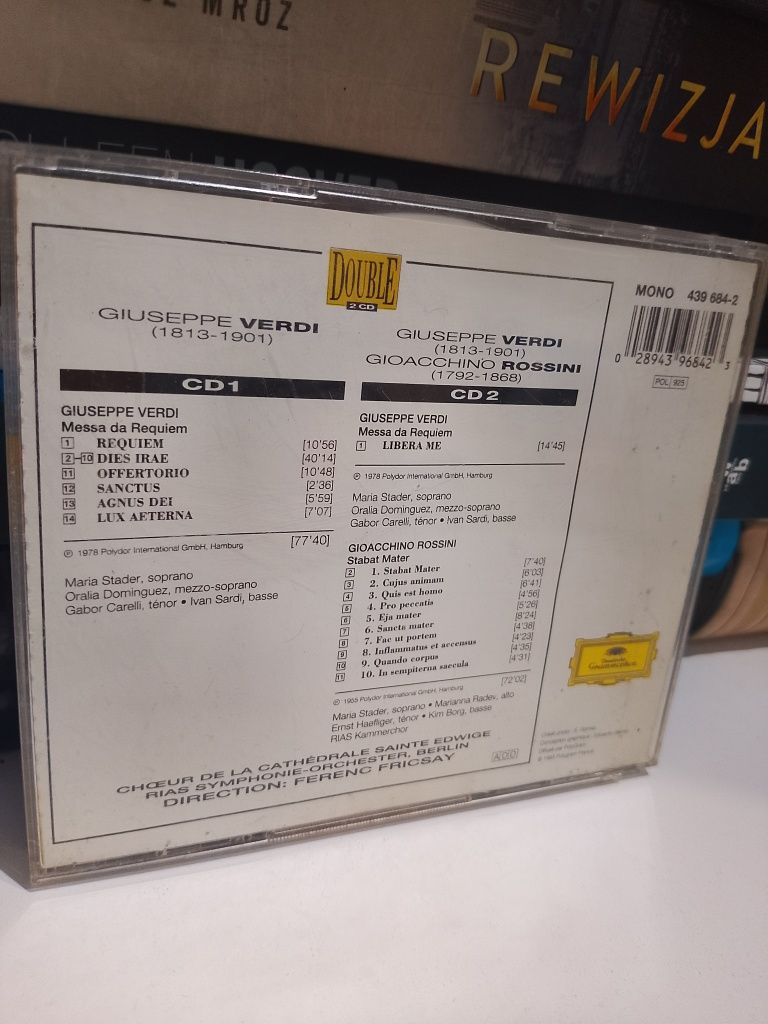 MROZ
REWIZJA
HOOVER
DOUBLE
2 CD
MONO 439 684-2
0 28943 96842 3
POL 925
GIUSEPPE VERDI
(1813-1901)
CD 1
GIUSEPPE VERDI
Messa da Requiem
1 REQUIEM [10'56]
2-10 DIES IRAE [40'14]
11 OFFERTORIO [10'48]
12 SANCTUS [2'36]
13 AGNUS DEI [5'59]
14 LUX AETERNA [7'07]
[77'40]
℗ 1978 Polydor International GmbH, Hamburg
Maria Stader, soprano
Oralia Dominguez, mezzo-soprano
Gabor Carelli, ténor • Ivan Sardi, basse
GIUSEPPE VERDI
(1813-1901)
GIOACCHINO ROSSINI
(1792-1868)
CD 2
GIUSEPPE VERDI
Messa da Requiem
1 LIBERA ME [14'45]
℗ 1978 Polydor International GmbH, Hamburg
Maria Stader, soprano
Oralia Dominguez, mezzo-soprano
Gabor Carelli, ténor • Ivan Sardi, basse
GIOACCHINO ROSSINI
Stabat Mater
2 1. Stabat Mater [7'40]
3 2. Cujus animam [6'03]
4 3. Quis est homo [6'41]
5 4. Pro peccatis [4'56]
6 5. Eja mater [5'26]
7 6. Sancta mater [8'24]
8 7. Fac ut portem [4'38]
9 8. Inflammatus et accensus [4'23]
10 9. Quando corpus [4'35]
11 10. In sempiterna saecula [4'31]
[72'02]
℗ 1955 Polydor International GmbH, Hamburg
Maria Stader, soprano • Marianna Radev, alto
Ernst Haefliger, ténor • Kim Borg, basse
RIAS Kammerchor
ADD
CHŒUR DE LA CATHÉDRALE SAINTE EDWIGE
RIAS SYMPHONIE-ORCHESTER, BERLIN
DIRECTION: FERENC FRICSAY
Deutsche
Grammophon